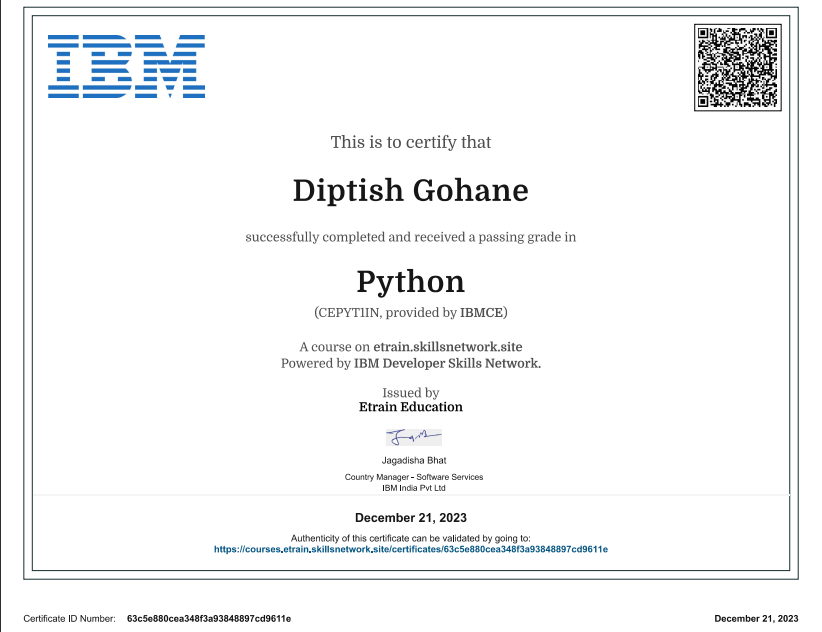 IBM
This is to certify that
Diptish Gohane
successfully completed and received a passing grade in
Python
(CEPYT1IN, provided by IBMCE)
A course on etrain.skillsnetwork.site
Powered by IBM Developer Skills Network.
Issued by
Etrain Education
Jagadisha Bhat
Country Manager - Software Services
IBM India Pvt Ltd
December 21, 2023
Authenticity of this certificate can be validated by going to:
https://courses.etrain.skillsnetwork.site/certificates/63c5e880cea348f3a93848897cd9611e
Certificate ID Number: 63c5e880cea348f3a93848897cd9611e
December 21, 2023